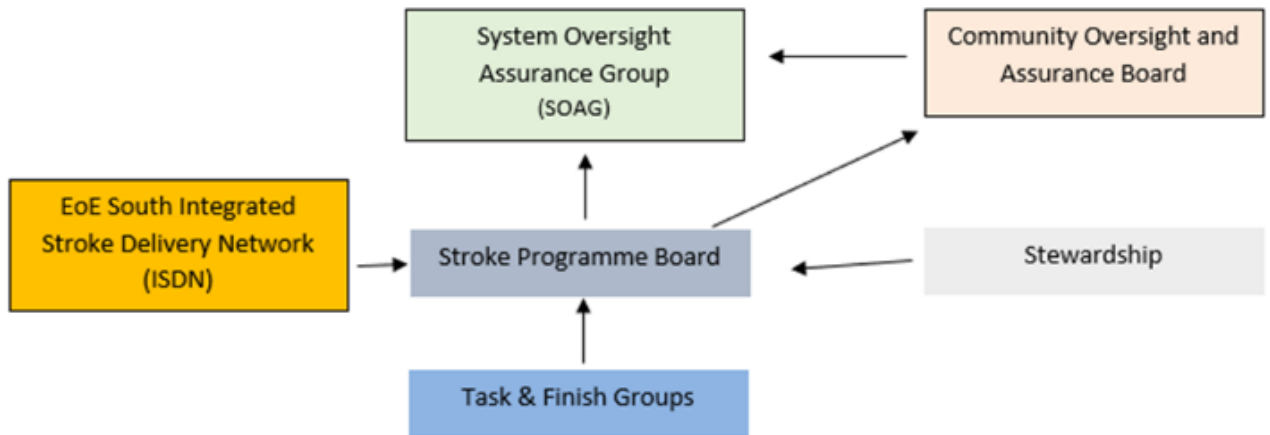 System Oversight
Assurance Group
(SOAG)
Community Oversight and
Assurance Board
EoE South Integrated
Stroke Delivery Network
(ISDN)
Stroke Programme Board
Stewardship
Task & Finish Groups